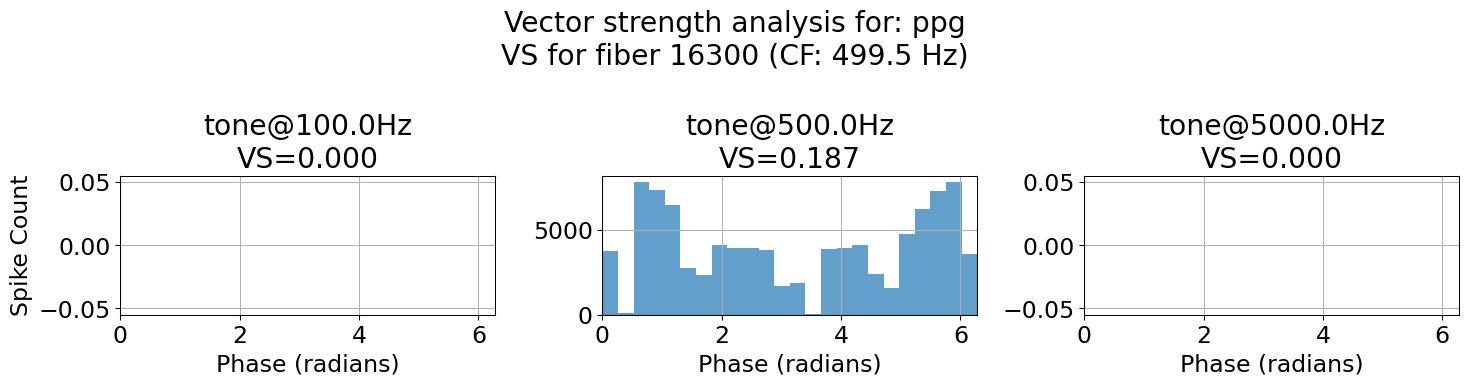 Vector strength analysis for: ppg
VS for fiber 16300 (CF: 499.5 Hz)
tone@100.0Hz
VS=0.000
Spike Count
0.05
0.00
−0.05
0 2 4 6
Phase (radians)
tone@500.0Hz
VS=0.187
5000
0
0 2 4 6
Phase (radians)
tone@5000.0Hz
VS=0.000
0.05
0.00
−0.05
0 2 4 6
Phase (radians)